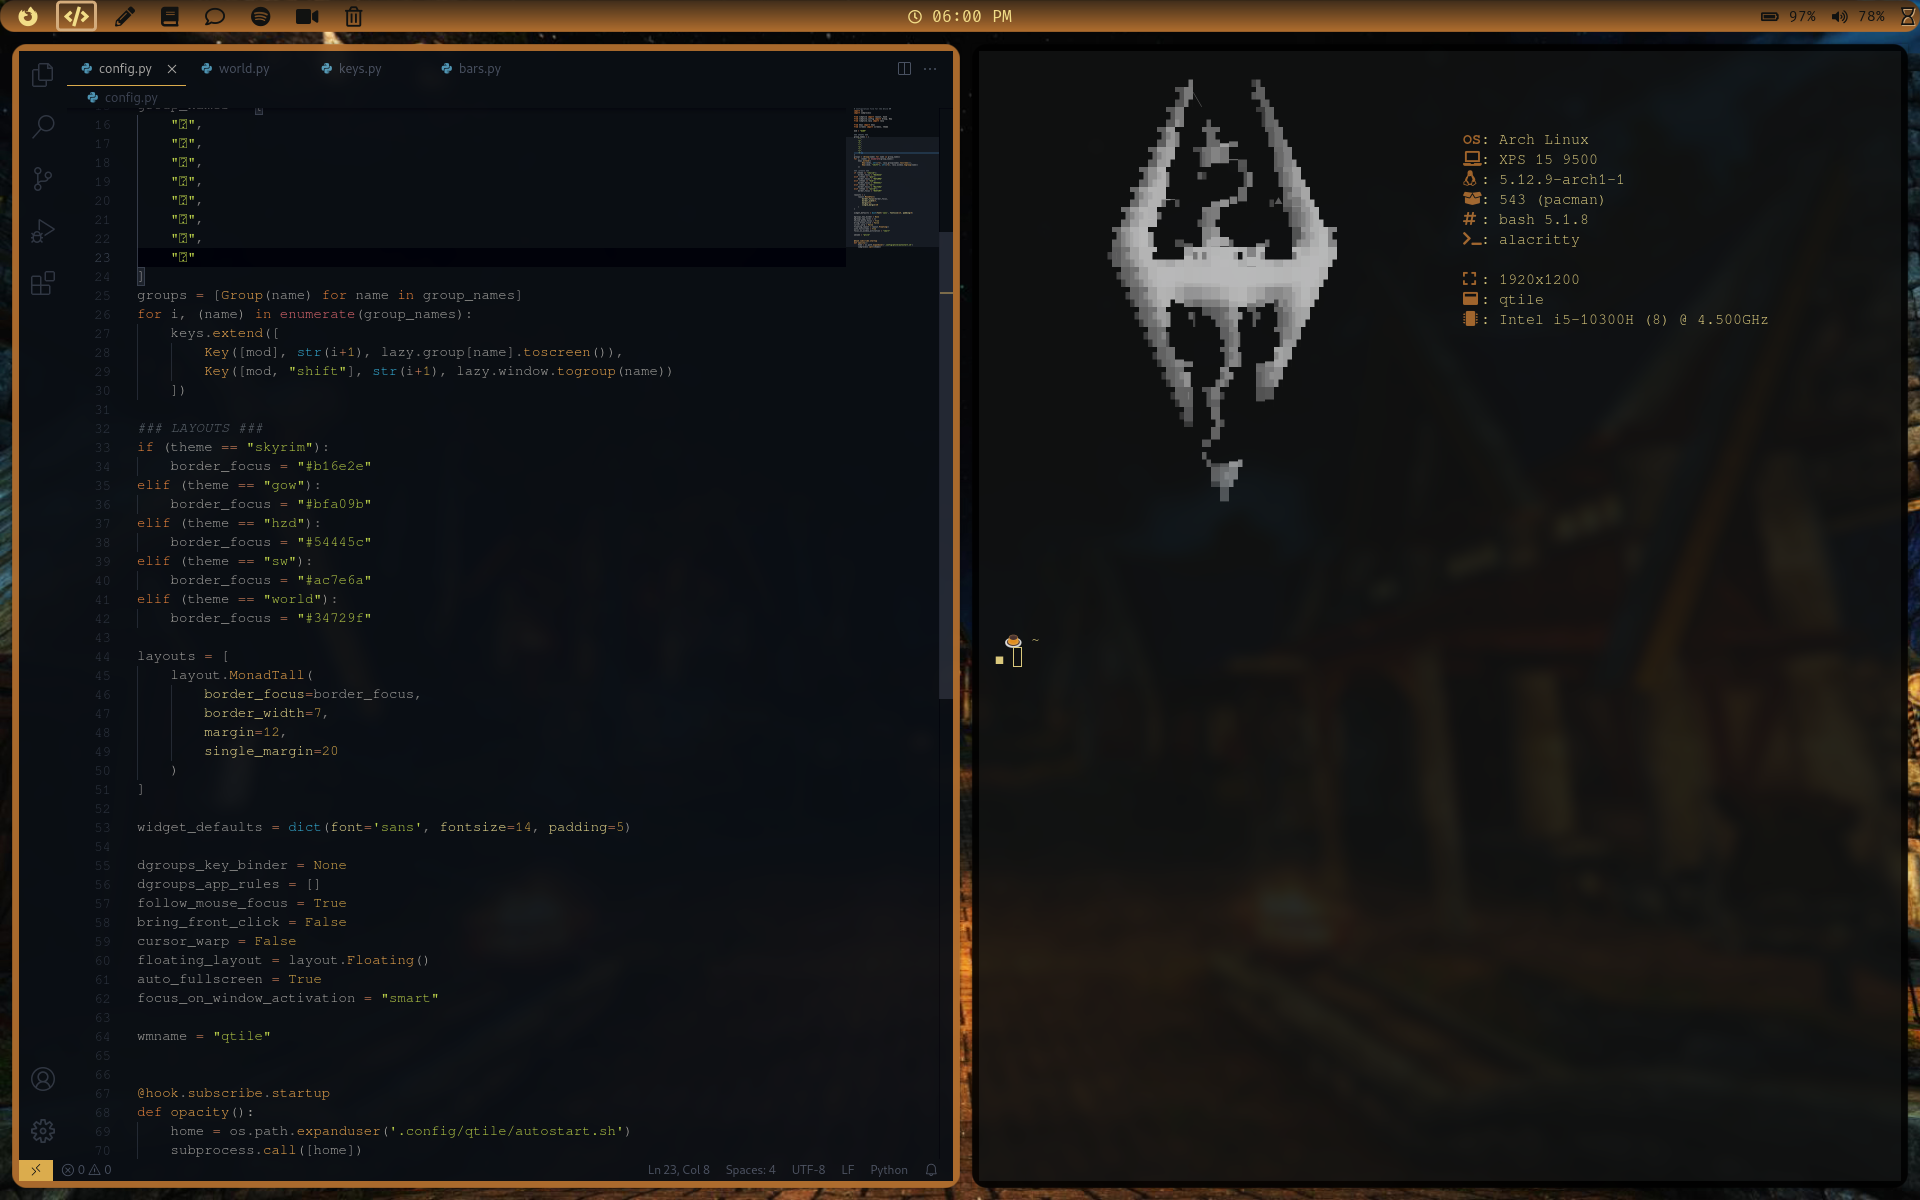 06:00 PM
97% 78%
config.py world.py keys.py bars.py
config.py
16 "",
17 "",
18 "",
19 "",
20 "",
21 "",
22 "",
23 ""
24 ]
25 groups = [Group(name) for name in group_names]
26 for i, (name) in enumerate(group_names):
27 keys.extend([
28 Key([mod], str(i+1), lazy.group[name].toscreen()),
29 Key([mod, "shift"], str(i+1), lazy.window.togroup(name))
30 ])
31
32 ### LAYOUTS ###
33 if (theme == "skyrim"):
34 border_focus = "#b16e2e"
35 elif (theme == "gow"):
36 border_focus = "#bfa09b"
37 elif (theme == "hzd"):
38 border_focus = "#54445c"
39 elif (theme == "sw"):
40 border_focus = "#ac7e6a"
41 elif (theme == "world"):
42 border_focus = "#34729f"
43
44 layouts = [
45 layout.MonadTall(
46 border_focus=border_focus,
47 border_width=7,
48 margin=12,
49 single_margin=20
50 )
51 ]
52
53 widget_defaults = dict(font='sans', fontsize=14, padding=5)
54
55 dgroups_key_binder = None
56 dgroups_app_rules = []
57 follow_mouse_focus = True
58 bring_front_click = False
59 cursor_warp = False
60 floating_layout = layout.Floating()
61 auto_fullscreen = True
62 focus_on_window_activation = "smart"
63
64 wmname = "qtile"
65
66
67 @hook.subscribe.startup
68 def opacity():
69 home = os.path.expanduser('.config/qtile/autostart.sh')
70 subprocess.call([home])
0 0 Ln 23, Col 8 Spaces: 4 UTF-8 LF Python
OS: Arch Linux
: XPS 15 9500
: 5.12.9-arch1-1
: 543 (pacman)
#: bash 5.1.8
>_: alacritty
: 1920x1200
: qtile
: Intel i5-10300H (8) @ 4.500GHz
~